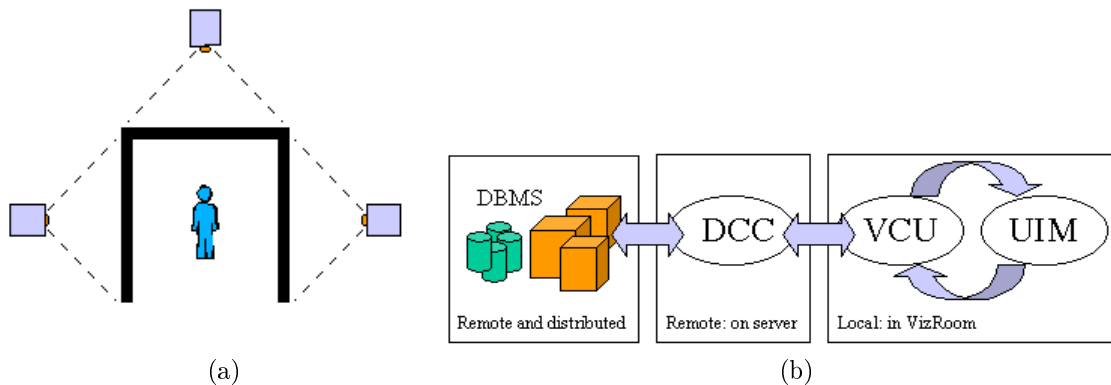 DBMS
DCC
VCU
UIM
Remote and distributed
Remote: on server
Local: in VizRoom
(a)
(b)